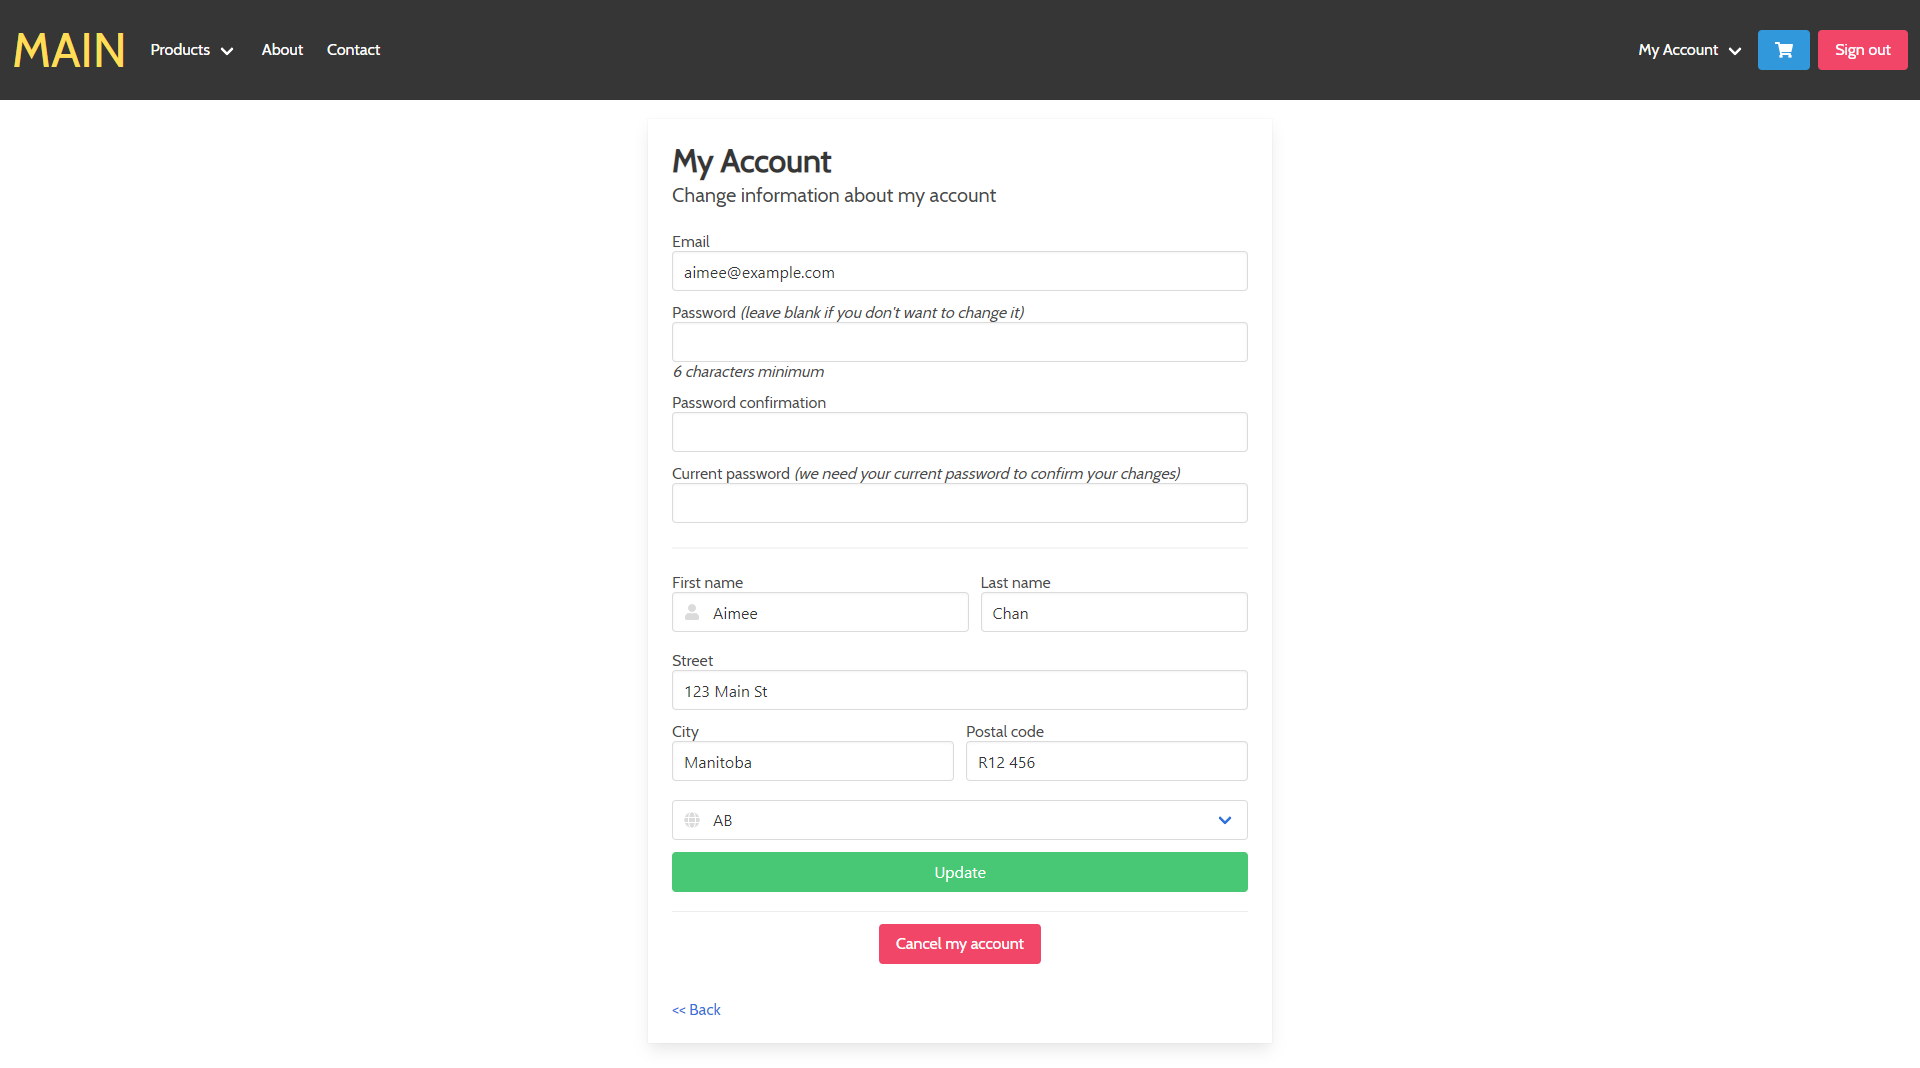 MAIN Products About Contact My Account Sign out
My Account
Change information about my account
Email
aimee@example.com
Password (leave blank if you don't want to change it)
6 characters minimum
Password confirmation
Current password (we need your current password to confirm your changes)
First name Last name
Aimee Chan
Street
123 Main St
City Postal code
Manitoba R12 456
AB
Update
Cancel my account
<< Back